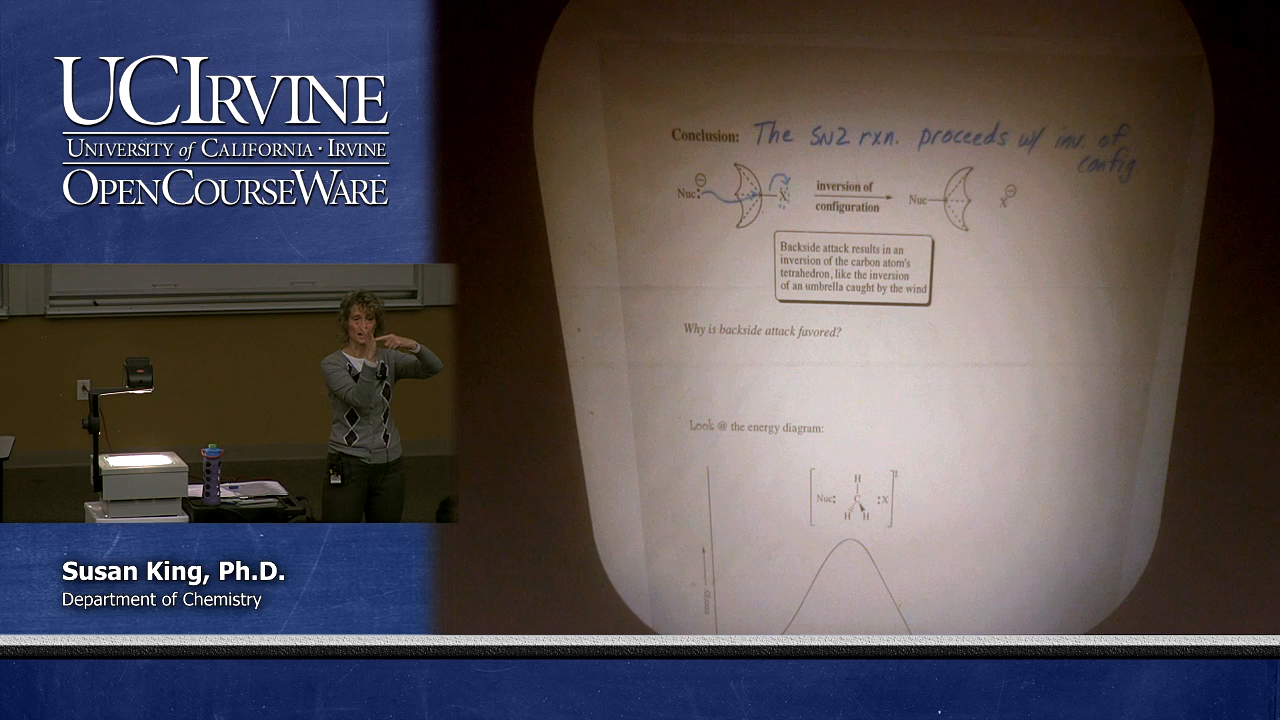 UCIRVINE
UNIVERSITY of CALIFORNIA · IRVINE
OPENCOURSEWARE
Susan King, Ph.D.
Department of Chemistry
Conclusion: The SN2 rxn. proceeds w/ inv. of
config
Nuc: ⊖ X: inversion of configuration Nuc X ⊖
Backside attack results in an
inversion of the carbon atom's
tetrahedron, like the inversion
of an umbrella caught by the wind
Why is backside attack favored?
Look @ the energy diagram:
H
Nuc: C :X
H H